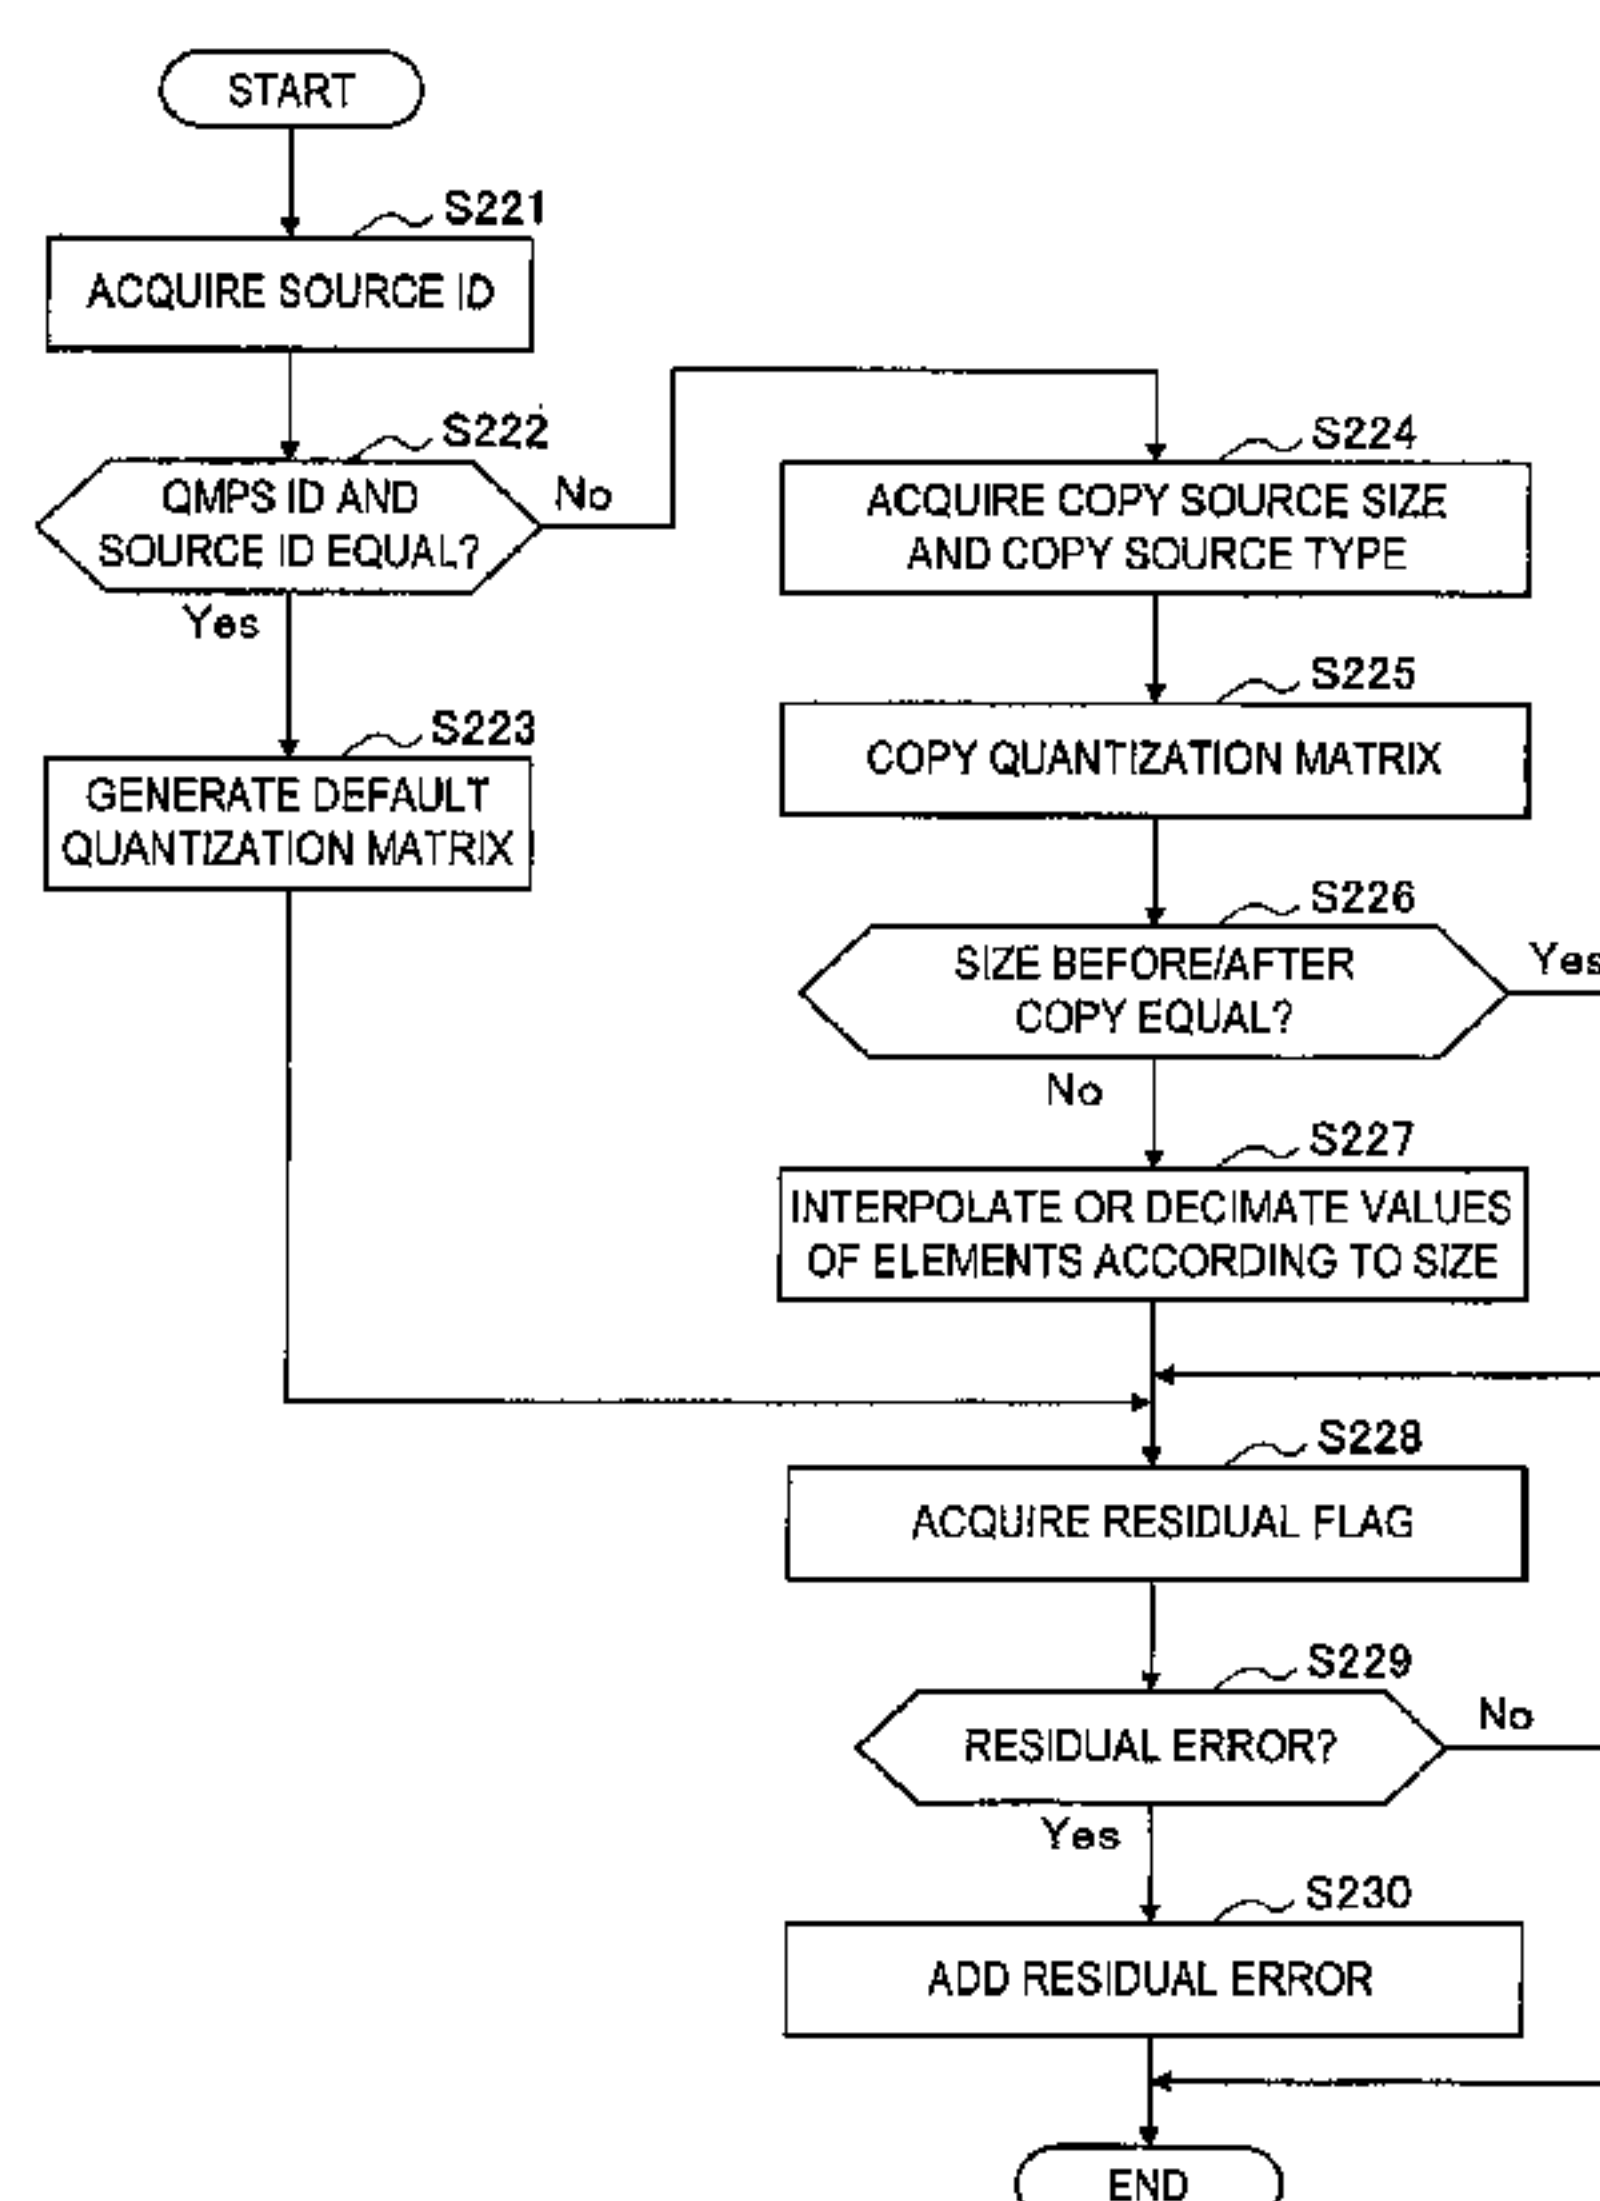 START
S221
ACQUIRE SOURCE ID
S222
QMPS ID AND
SOURCE ID EQUAL?
No
Yes
S223
GENERATE DEFAULT
QUANTIZATION MATRIX
S224
ACQUIRE COPY SOURCE SIZE
AND COPY SOURCE TYPE
S225
COPY QUANTIZATION MATRIX
S226
SIZE BEFORE/AFTER
COPY EQUAL?
Yes
No
S227
INTERPOLATE OR DECIMATE VALUES
OF ELEMENTS ACCORDING TO SIZE
S228
ACQUIRE RESIDUAL FLAG
S229
RESIDUAL ERROR?
No
Yes
S230
ADD RESIDUAL ERROR
END